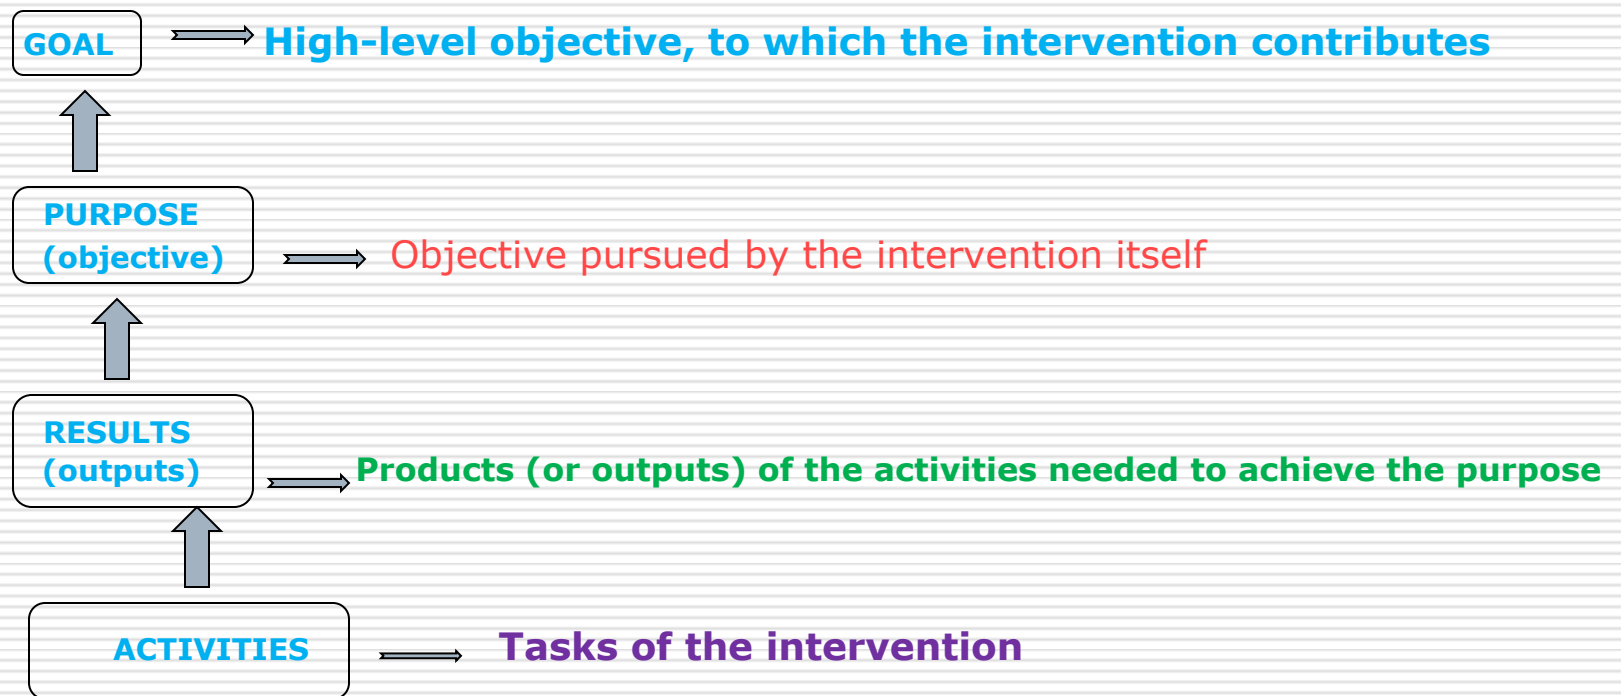 GOAL
High-level objective, to which the intervention contributes
PURPOSE
(objective)
Objective pursued by the intervention itself
RESULTS
(outputs)
Products (or outputs) of the activities needed to achieve the purpose
ACTIVITIES
Tasks of the intervention